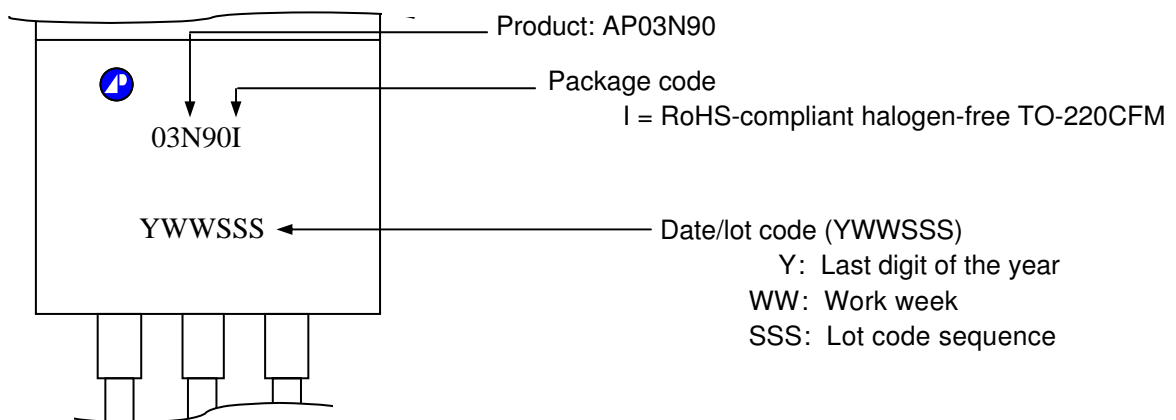 Product: AP03N90
Package code
I = RoHS-compliant halogen-free TO-220CFM
AP
03N90I
YWWSSS
Date/lot code (YWWSSS)
Y: Last digit of the year
WW: Work week
SSS: Lot code sequence